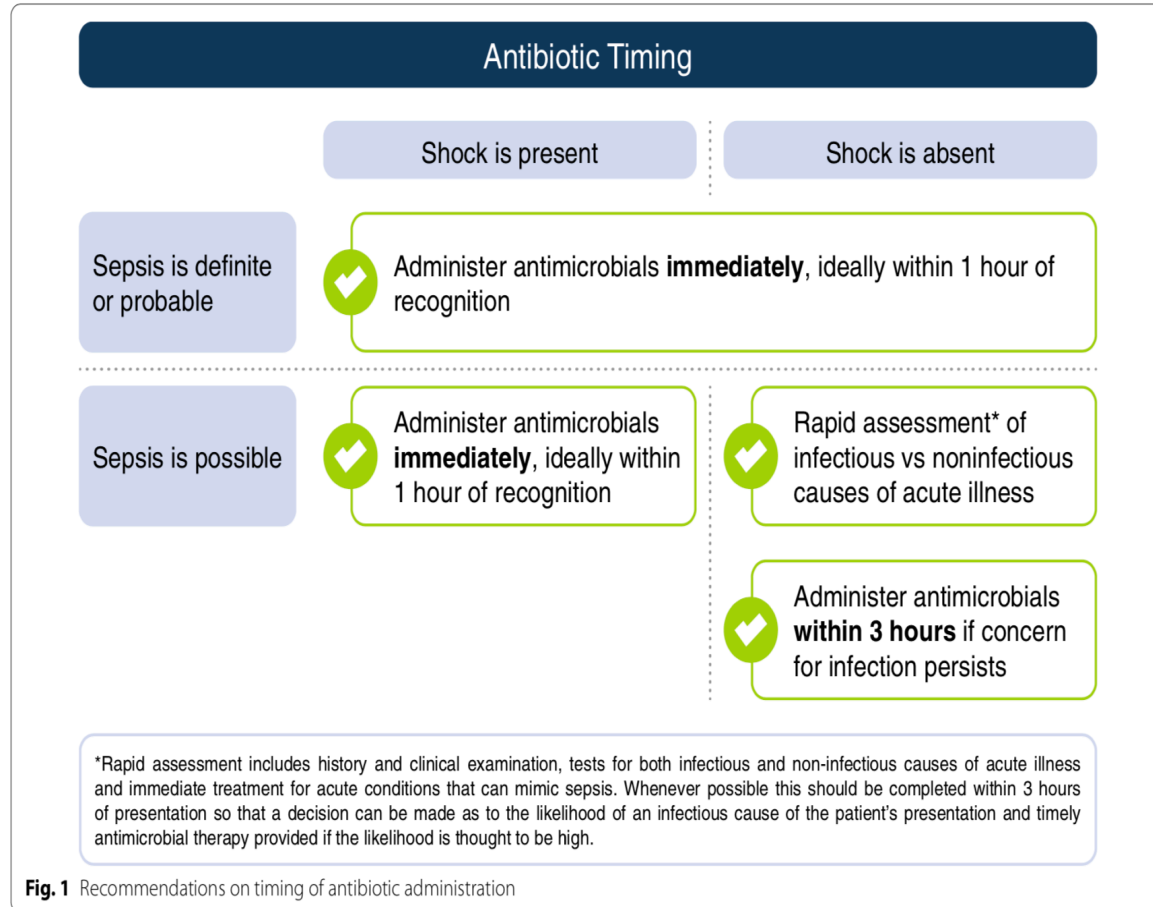 Antibiotic Timing
Shock is present
Shock is absent
Sepsis is definite
or probable
Administer antimicrobials immediately, ideally within 1 hour of
recognition
Sepsis is possible
Administer antimicrobials
immediately, ideally within
1 hour of recognition
Rapid assessment* of
infectious vs noninfectious
causes of acute illness
Administer antimicrobials
within 3 hours if concern
for infection persists
*Rapid assessment includes history and clinical examination, tests for both infectious and non-infectious causes of acute illness
and immediate treatment for acute conditions that can mimic sepsis. Whenever possible this should be completed within 3 hours
of presentation so that a decision can be made as to the likelihood of an infectious cause of the patient's presentation and timely
antimicrobial therapy provided if the likelihood is thought to be high.
Fig. 1 Recommendations on timing of antibiotic administration